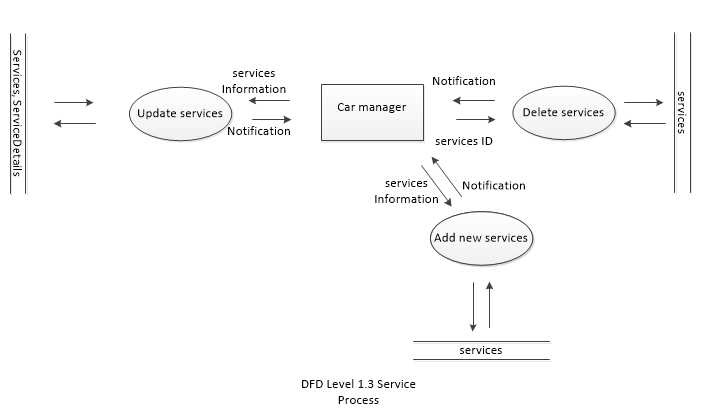 Services, ServiceDetails
services
Information
Update services
Notification
Car manager
Notification
services ID
Delete services
services
services
Information
Notification
Add new services
services
DFD Level 1.3 Service
Process